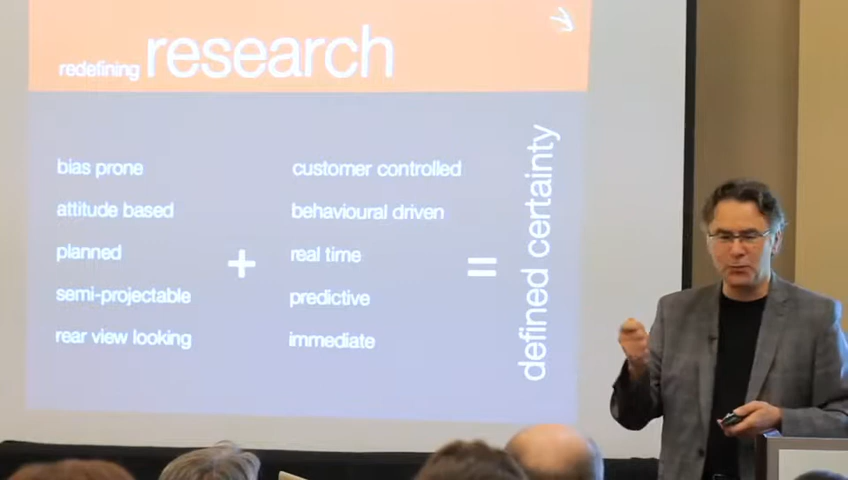 redefining research
bias prone
attitude based
planned
semi-projectable
rear view looking
+
customer controlled
behavioural driven
real time
predictive
immediate
=
defined certainty